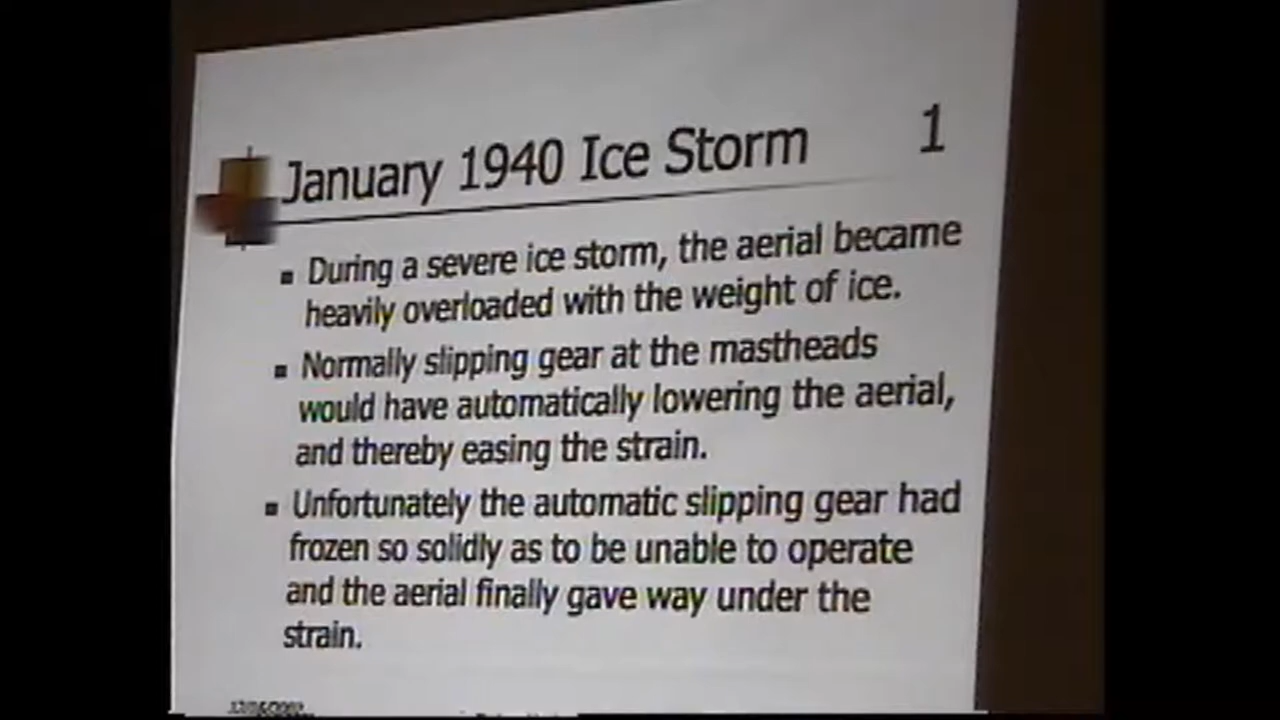 January 1940 Ice Storm 1
During a severe ice storm, the aerial became
heavily overloaded with the weight of ice.
Normally slipping gear at the mastheads
would have automatically lowering the aerial,
and thereby easing the strain.
Unfortunately the automatic slipping gear had
frozen so solidly as to be unable to operate
and the aerial finally gave way under the
strain.